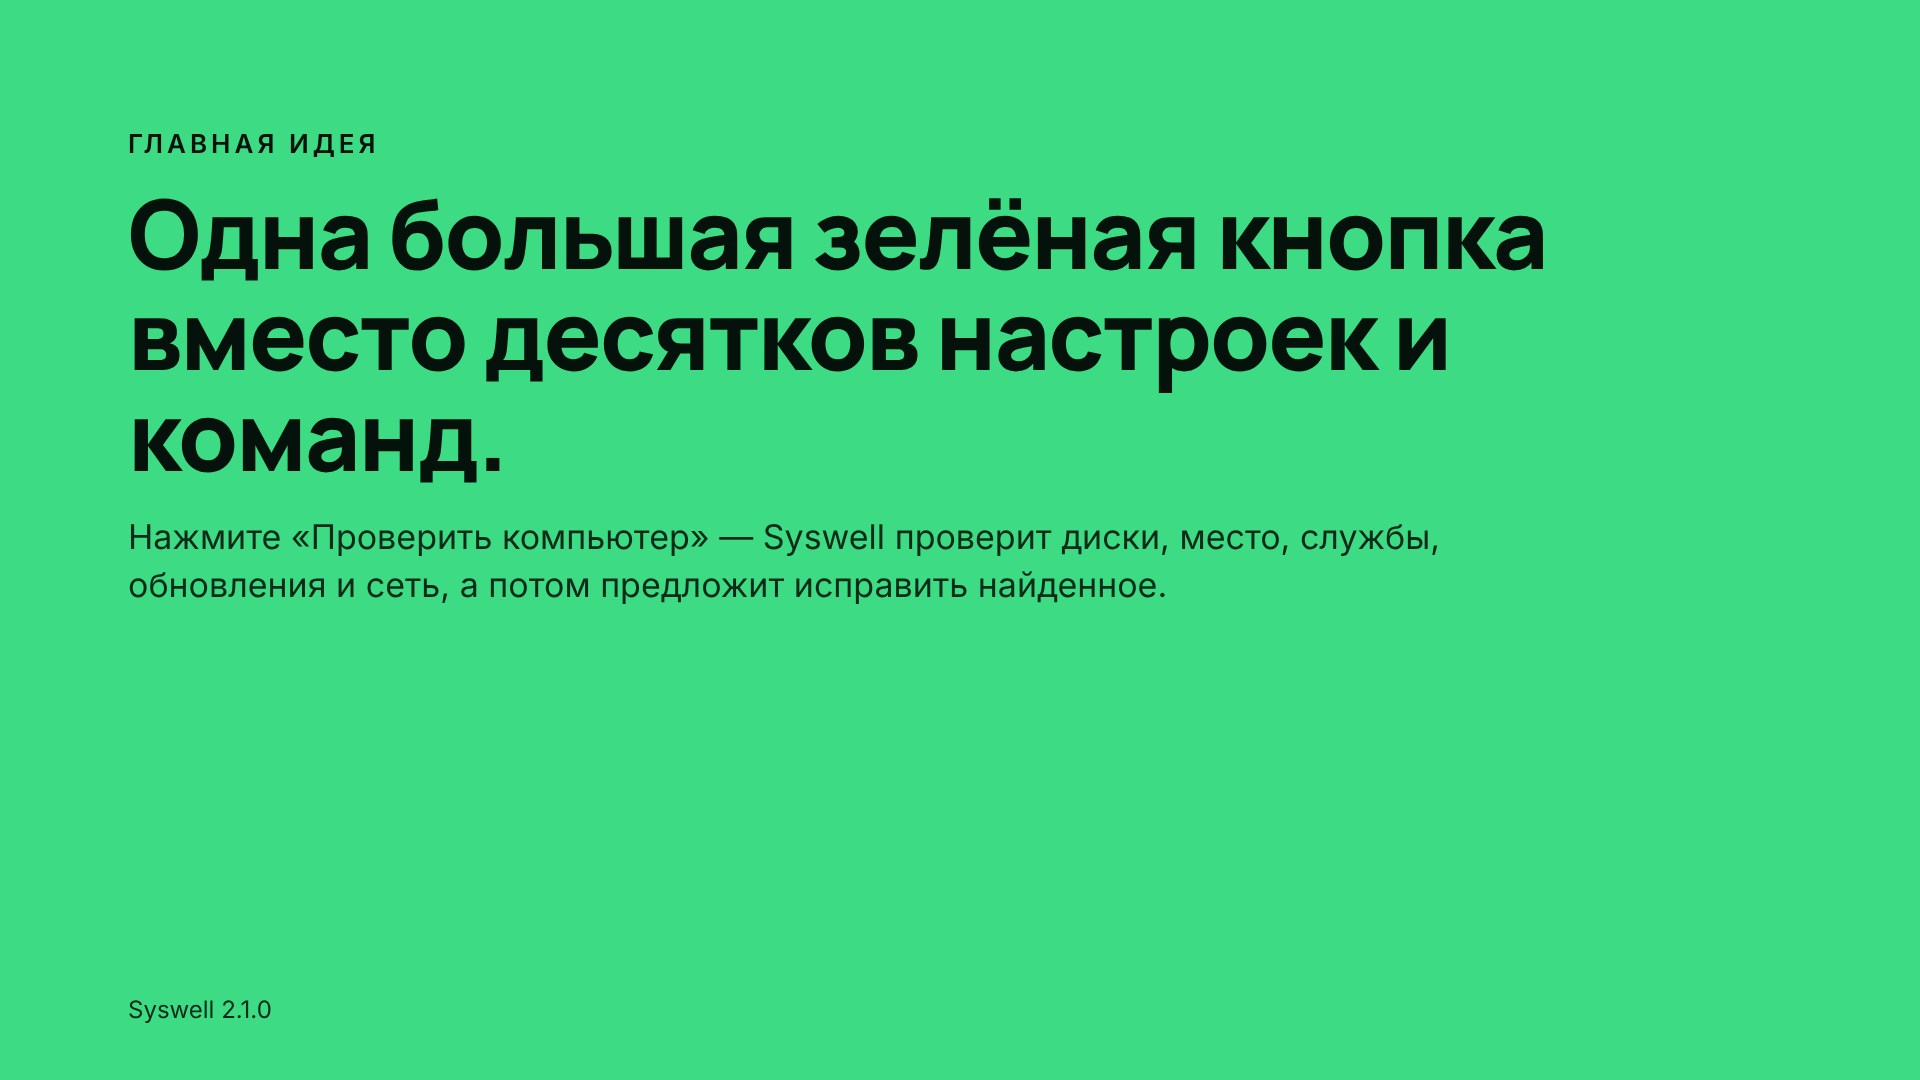 ГЛАВНАЯ ИДЕЯ
Одна большая зелёная кнопка
вместо десятков настроек и
команд.
Нажмите «Проверить компьютер» — Syswell проверит диски, место, службы,
обновления и сеть, а потом предложит исправить найденное.
Syswell 2.1.0